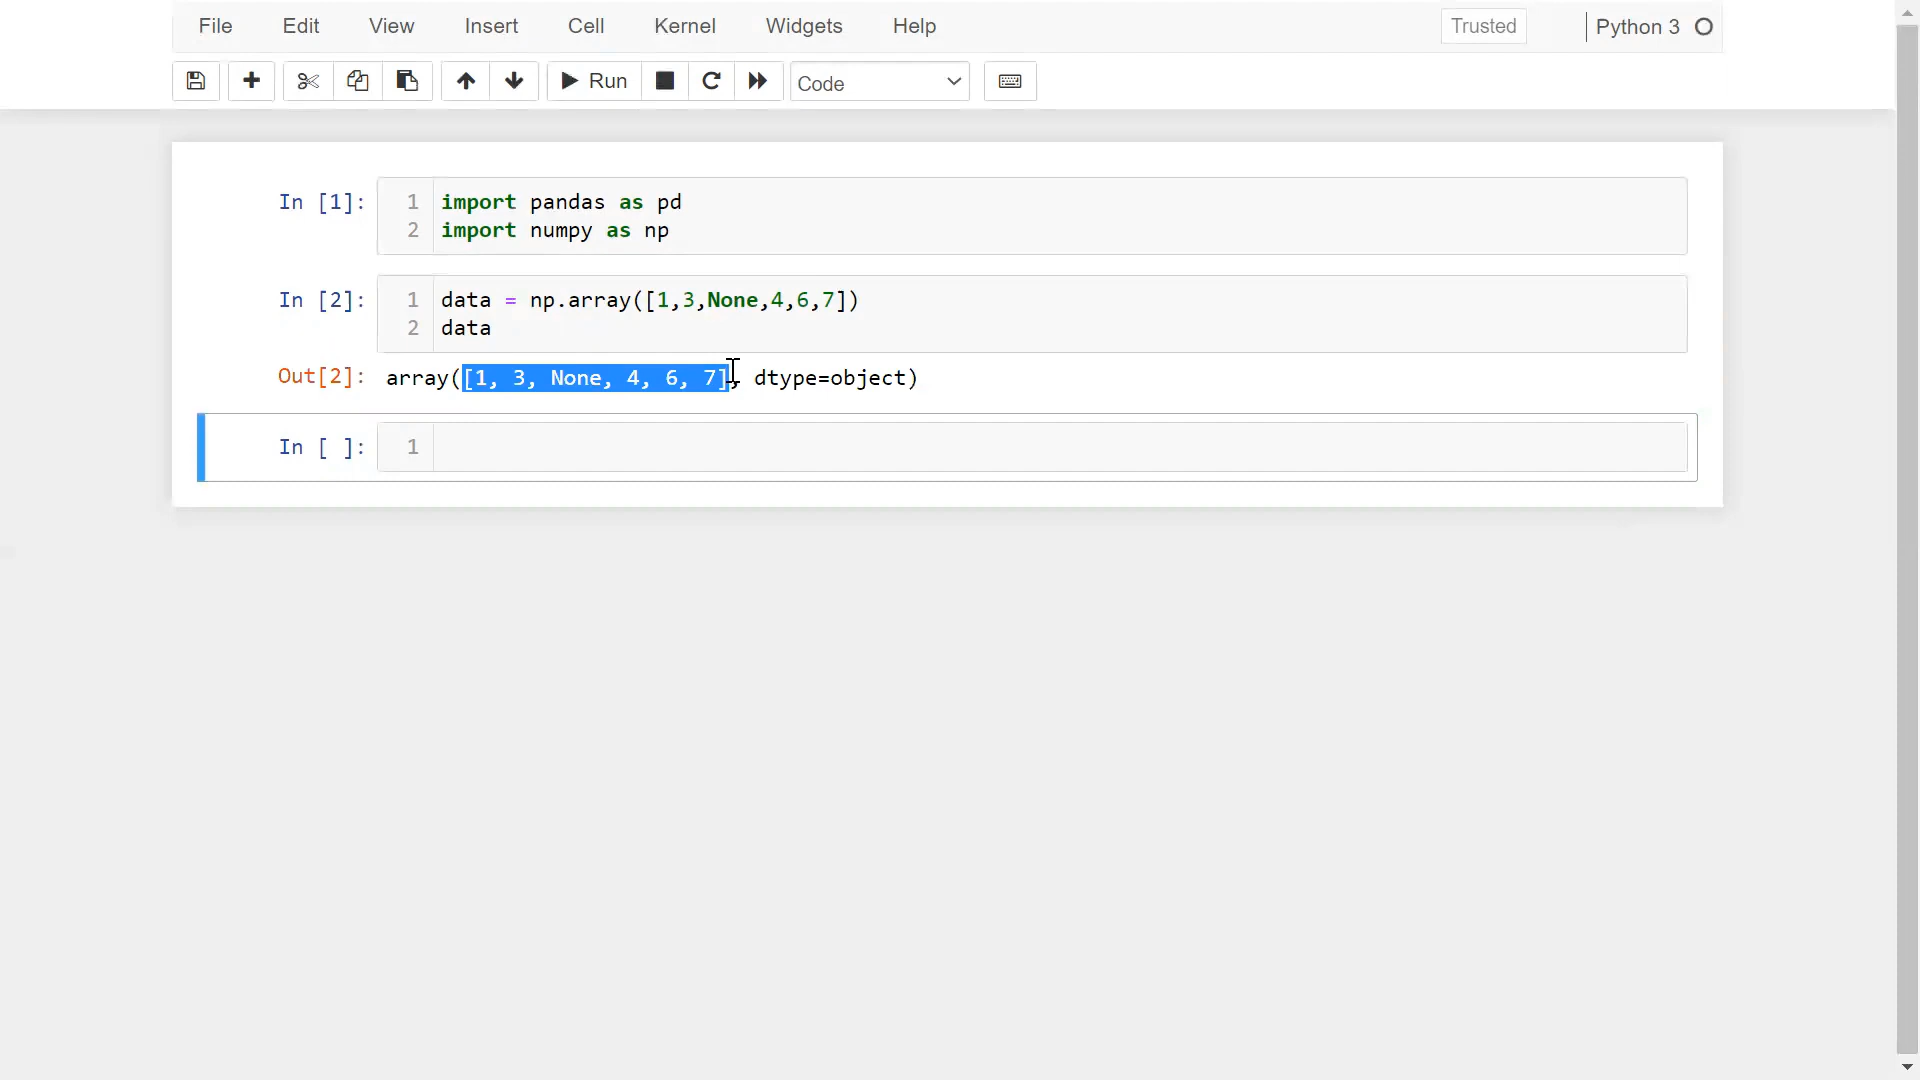 File Edit View Insert Cell Kernel Widgets Help Trusted Python 3
Run Code
In [1]: 1 import pandas as pd
2 import numpy as np
In [2]: 1 data = np.array([1,3,None,4,6,7])
2 data
Out[2]: array([1, 3, None, 4, 6, 7], dtype=object)
In [ ]: 1